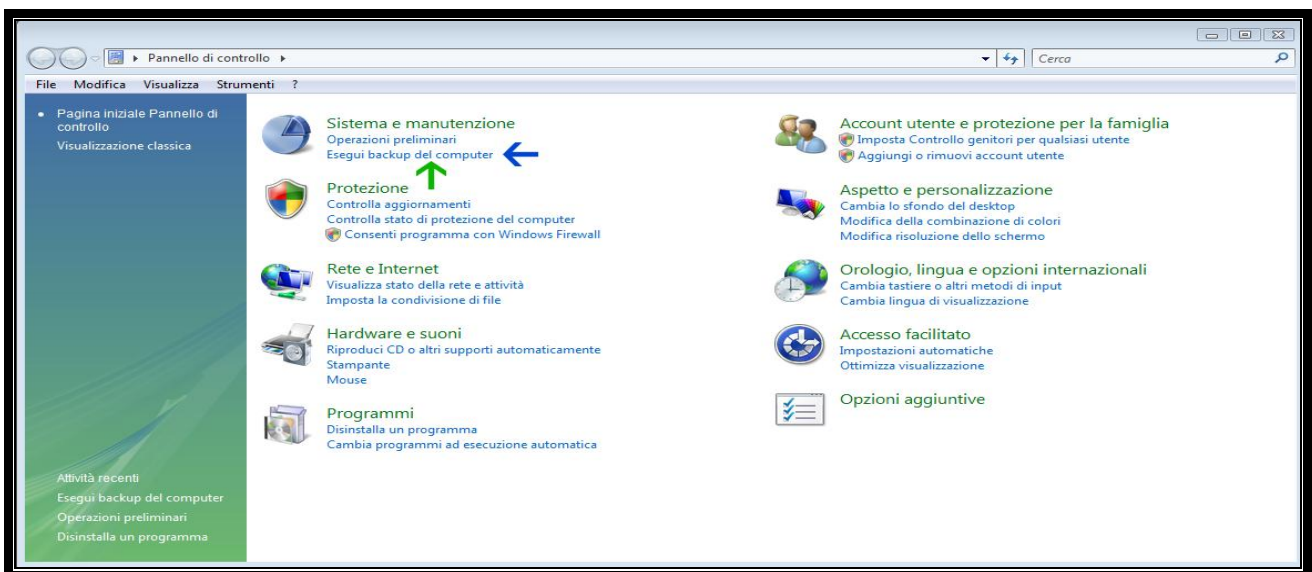 Pannello di controllo
Cerca
File Modifica Visualizza Strumenti ?
Pagina iniziale Pannello di
controllo
Visualizzazione classica
Sistema e manutenzione
Operazioni preliminari
Esegui backup del computer
Protezione
Controlla aggiornamenti
Controlla stato di protezione del computer
Consenti programma con Windows Firewall
Rete e Internet
Visualizza stato della rete e attività
Imposta la condivisione di file
Hardware e suoni
Riproduci CD o altri supporti automaticamente
Stampante
Mouse
Programmi
Disinstalla un programma
Cambia programmi ad esecuzione automatica
Account utente e protezione per la famiglia
Imposta Controllo genitori per qualsiasi utente
Aggiungi o rimuovi account utente
Aspetto e personalizzazione
Cambia lo sfondo del desktop
Modifica della combinazione di colori
Modifica risoluzione dello schermo
Orologio, lingua e opzioni internazionali
Cambia tastiere o altri metodi di input
Cambia lingua di visualizzazione
Accesso facilitato
Impostazioni automatiche
Ottimizza visualizzazione
Opzioni aggiuntive
Attività recenti
Esegui backup del computer
Operazioni preliminari
Disinstalla un programma